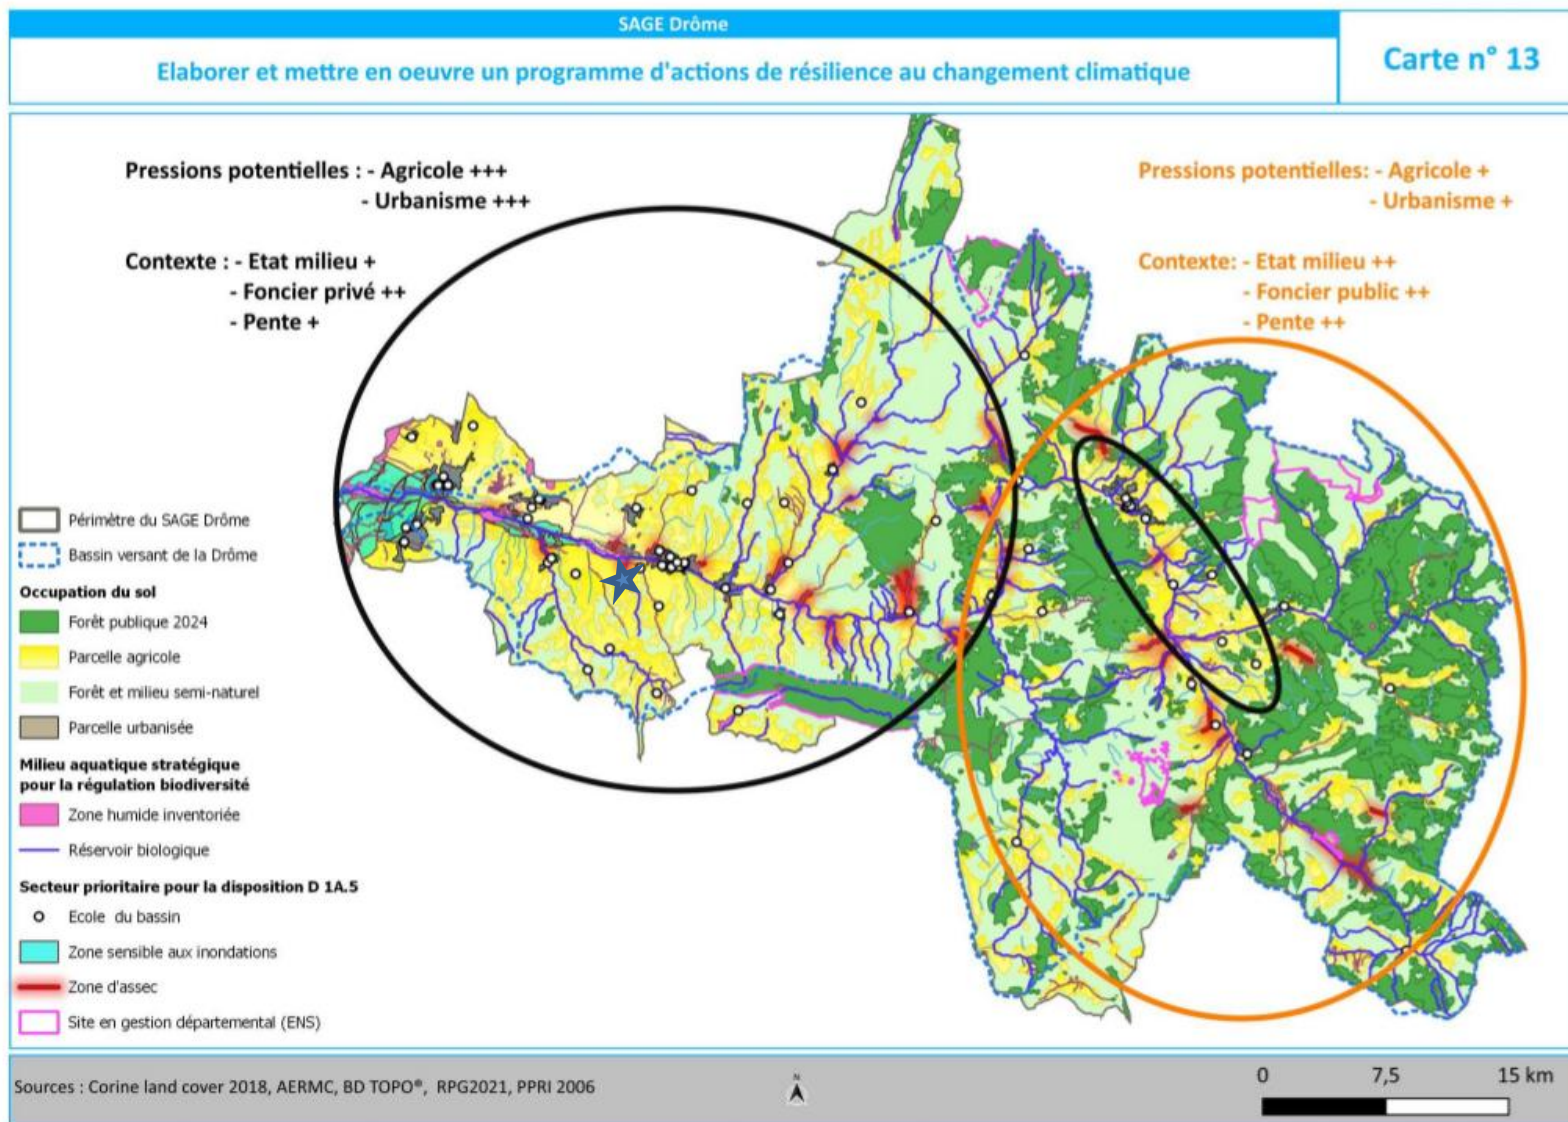 SAGE Drôme
Elaborer et mettre en oeuvre un programme d'actions de résilience au changement climatique
Carte n° 13
Pressions potentielles : - Agricole +++
- Urbanisme +++
Contexte : - Etat milieu +
- Foncier privé ++
- Pente +
Pressions potentielles: - Agricole +
- Urbanisme +
Contexte: - Etat milieu ++
- Foncier public ++
- Pente ++
Périmètre du SAGE Drôme
Bassin versant de la Drôme
Occupation du sol
Forêt publique 2024
Parcelle agricole
Forêt et milieu semi-naturel
Parcelle urbanisée
Milieu aquatique stratégique
pour la régulation biodiversité
Zone humide inventoriée
Réservoir biologique
Secteur prioritaire pour la disposition D 1A.5
Ecole du bassin
Zone sensible aux inondations
Zone d'assec
Site en gestion départemental (ENS)
Sources : Corine land cover 2018, AERMC, BD TOPO®, RPG2021, PPRI 2006
N
0 7,5 15 km